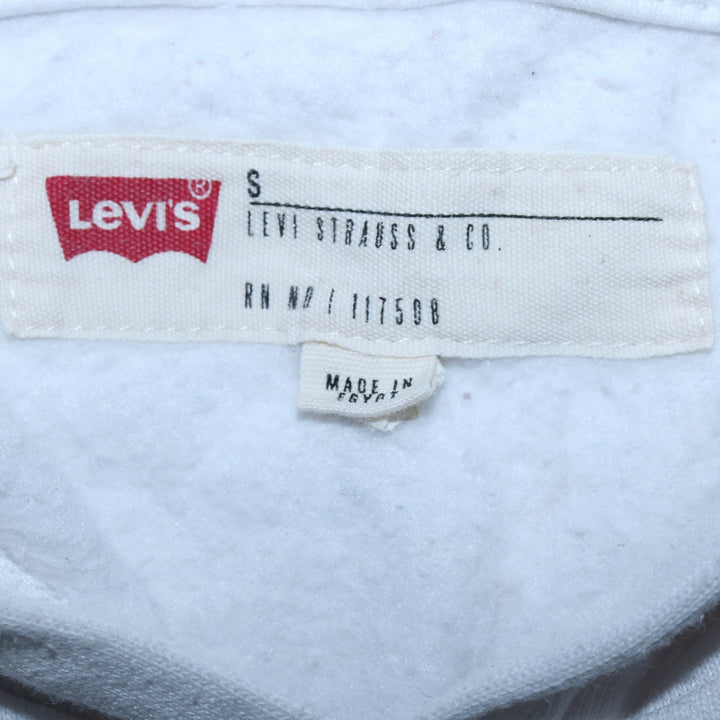 LEVI'S®
S
LEVI STRAUSS & CO.
RN NO / 117508
MADE IN
EGYPT